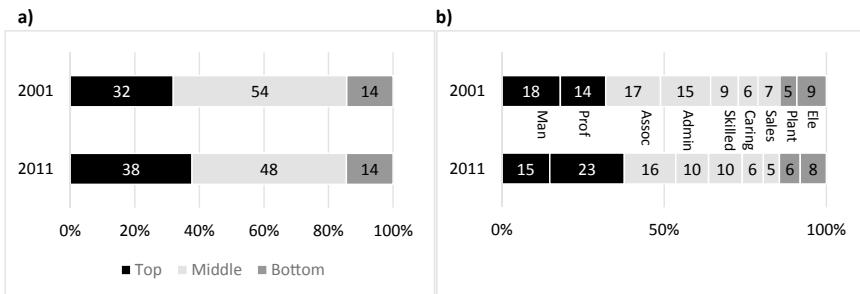 a)
2001
32 54 14
2011
38 48 14
0% 20% 40% 60% 80% 100%
Top Middle Bottom
b)
2001
18 14 17 15 9 6 7 5 9
Man Prof Assoc Admin Skilled Caring Sales Plant Ele
2011
15 23 16 10 10 6 5 6 8
0% 50% 100%